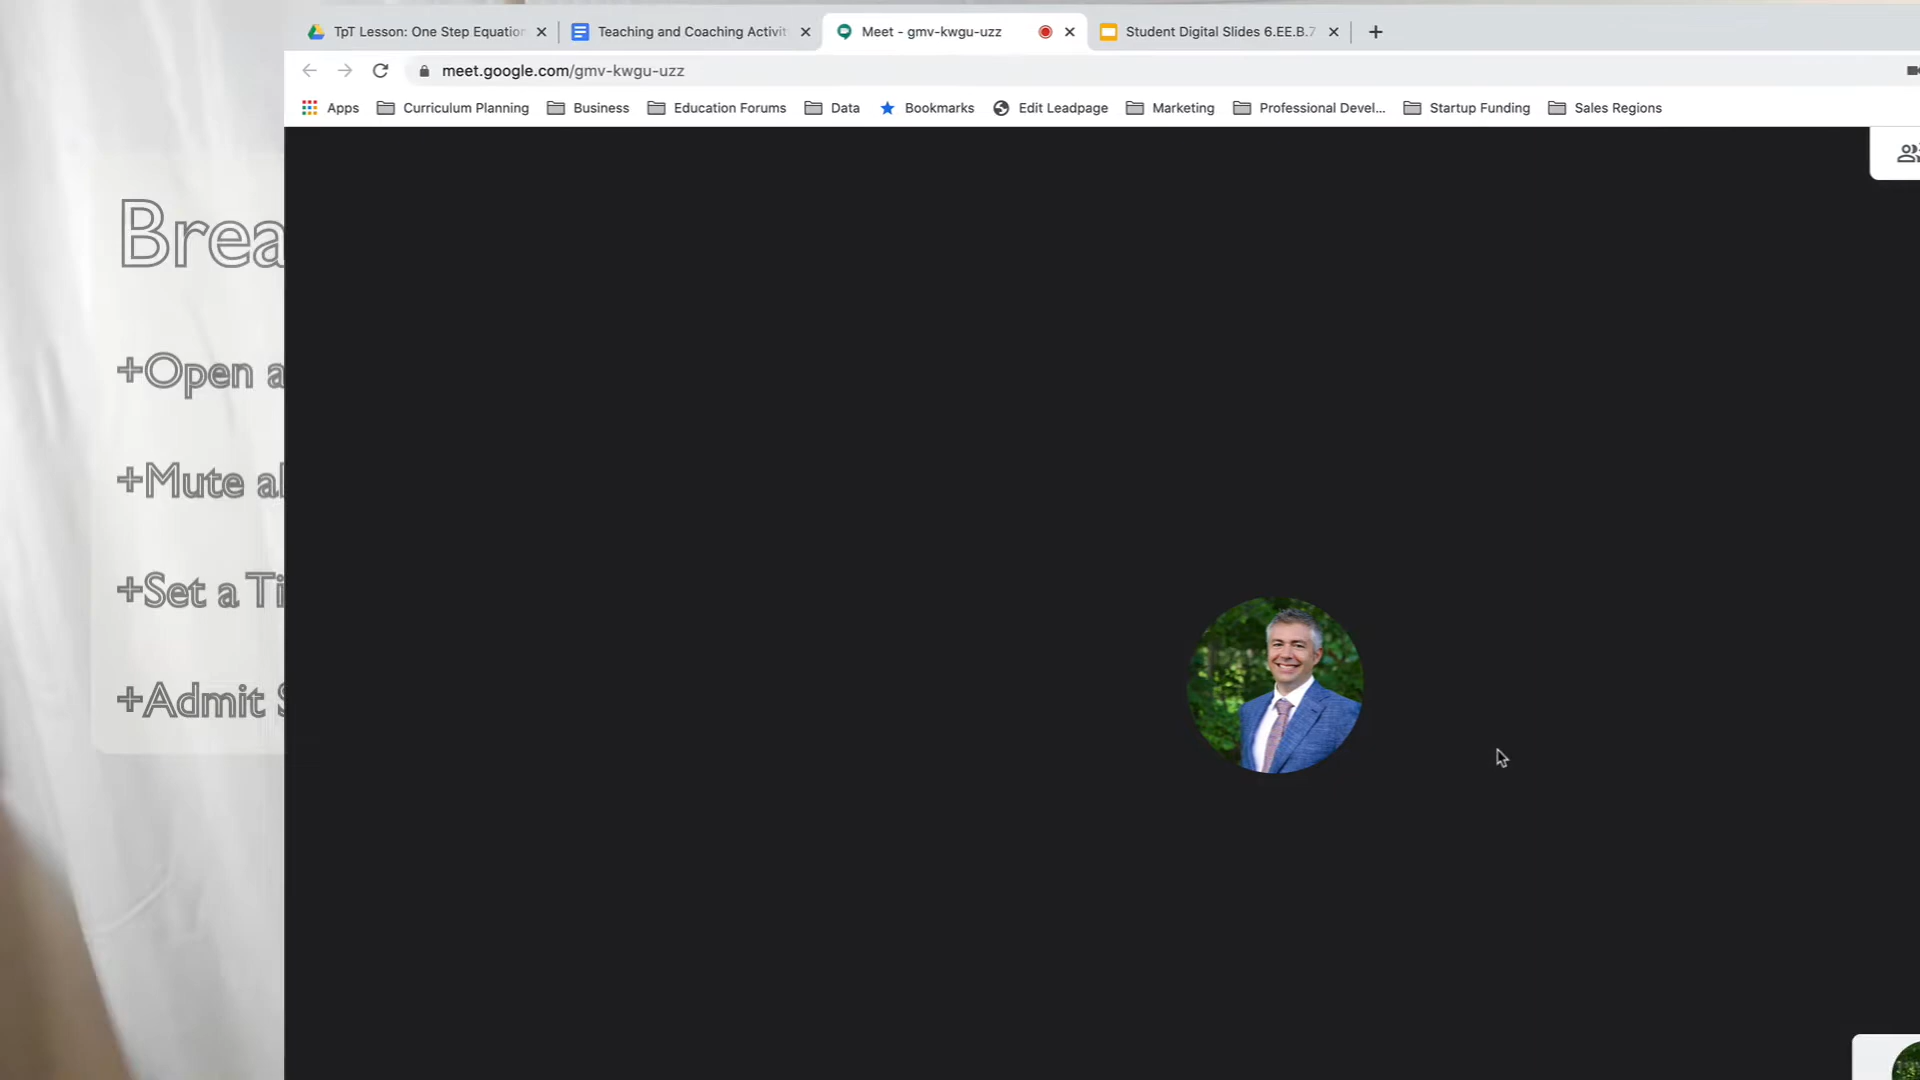 TpT Lesson: One Step Equation
Teaching and Coaching Activit
Meet - gmv-kwgu-uzz
Student Digital Slides 6.EE.B.7
meet.google.com/gmv-kwgu-uzz
Apps
Curriculum Planning
Business
Education Forums
Data
Bookmarks
Edit Leadpage
Marketing
Professional Devel...
Startup Funding
Sales Regions
Brea
+Open a
+Mute al
+Set a Ti
+Admit S